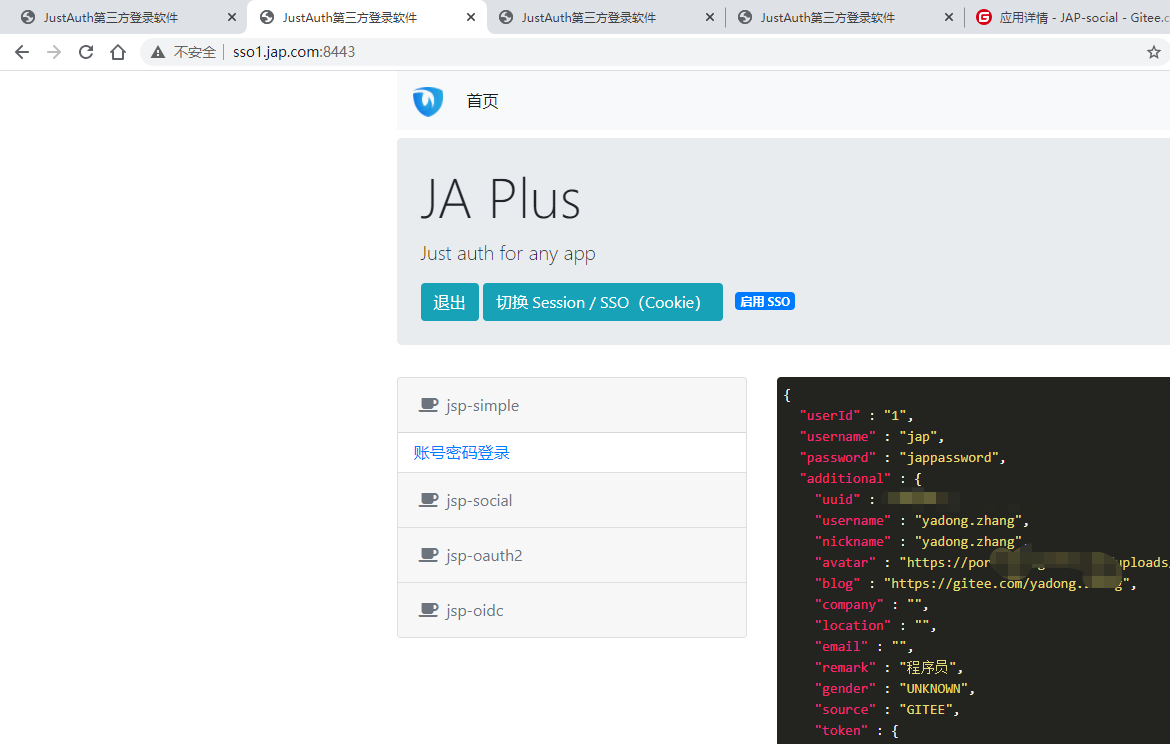 JustAuth第三方登录软件
JustAuth第三方登录软件
JustAuth第三方登录软件
JustAuth第三方登录软件
应用详情 - JAP-social - Gitee.c
不安全 sso1.jap.com:8443
首页
JA Plus
Just auth for any app
退出 切换 Session / SSO（Cookie） 启用 SSO
jsp-simple
账号密码登录
jsp-social
jsp-oauth2
jsp-oidc
{
"userId" : "1",
"username" : "jap",
"password" : "jappassword",
"additional" : {
"uuid" :
"username" : "yadong.zhang",
"nickname" : "yadong.zhang",
"avatar" : "https://por uploads/
"blog" : "https://gitee.com/yadong. ",
"company" : "",
"location" : "",
"email" : "",
"remark" : "程序员",
"gender" : "UNKNOWN",
"source" : "GITEE",
"token" : {